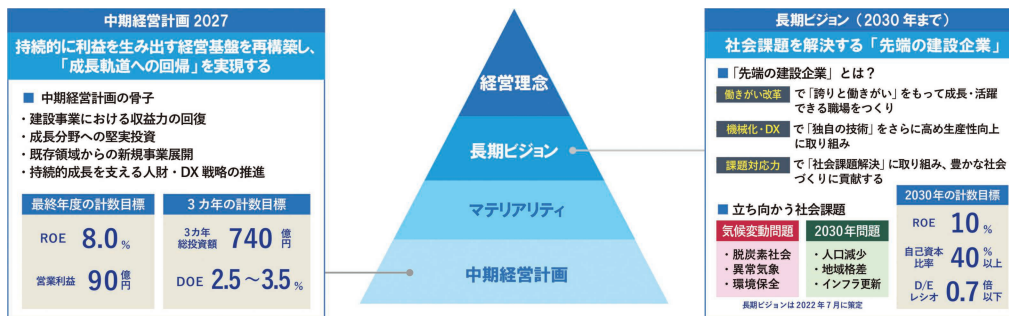 中期経営計画 2027
持続的に利益を生み出す経営基盤を再構築し、
「成長軌道への回帰」を実現する
■ 中期経営計画の骨子
・建設事業における収益力の回復
・成長分野への堅実投資
・既存領域からの新規事業展開
・持続的成長を支える人財・DX 戦略の推進
最終年度の計数目標
ROE 8.0 %
営業利益 90 億円
3カ年の計数目標
3カ年総投資額 740 億円
DOE 2.5〜3.5 %
経営理念
長期ビジョン
マテリアリティ
中期経営計画
長期ビジョン(2030 年まで)
社会課題を解決する「先端の建設企業」
■「先端の建設企業」とは?
働きがい改革 で「誇りと働きがい」をもって成長・活躍
できる職場をつくり
機械化・DX で「独自の技術」をさらに高め生産性向上
に取り組み
課題対応力 で「社会課題解決」に取り組み、豊かな社会
づくりに貢献する
■ 立ち向かう社会課題
気候変動問題
・脱炭素社会
・異常気象
・環境保全
2030年問題
・人口減少
・地域格差
・インフラ更新
長期ビジョンは 2022 年 7 月に策定
2030年の計数目標
ROE 10 %
自己資本比率 40 %以上
D/Eレシオ 0.7 倍以下